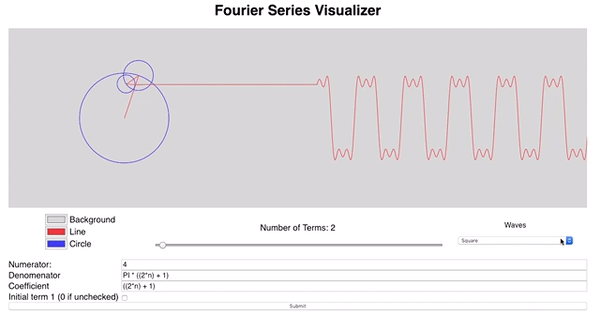 Fourier Series Visualizer
Background
Line
Circle
Number of Terms: 2
Waves
Square
Numerator:
4
Denomenator
PI * ((2*n) + 1)
Coefficient
((2*n) + 1)
Initial term 1 (0 if unchecked)
Submit